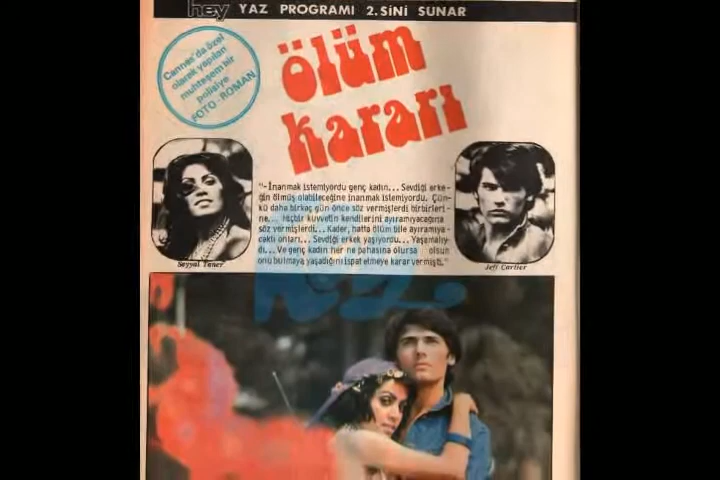 hey YAZ PROGRAMI 2.SİNİ SUNAR
Cannes'da özel
olarak yapılan
muhteşem bir
polisiye
FOTO-ROMAN
ölüm
kararı
"-İnanmak istemiyordu genç kadın... Sevdiği erke-
ğin ölmüş olabileceğine inanmak istemiyordu. Çün-
kü daha birkaç gün önce söz vermişlerdi birbirleri-
ne... Hiçbir kuvvetin kendilerini ayıramıyacağına
söz vermişlerdi... Kader, hatta ölüm bile ayıramıya-
caktı onları... Sevdiği erkek yaşıyordu... Yaşamalıy-
dı... Ve genç kadın her ne pahasına olursa olsun
onu bulmaya yaşadığını ispat etmeye karar vermişti."
Seyyal Taner
Jeff Cartier